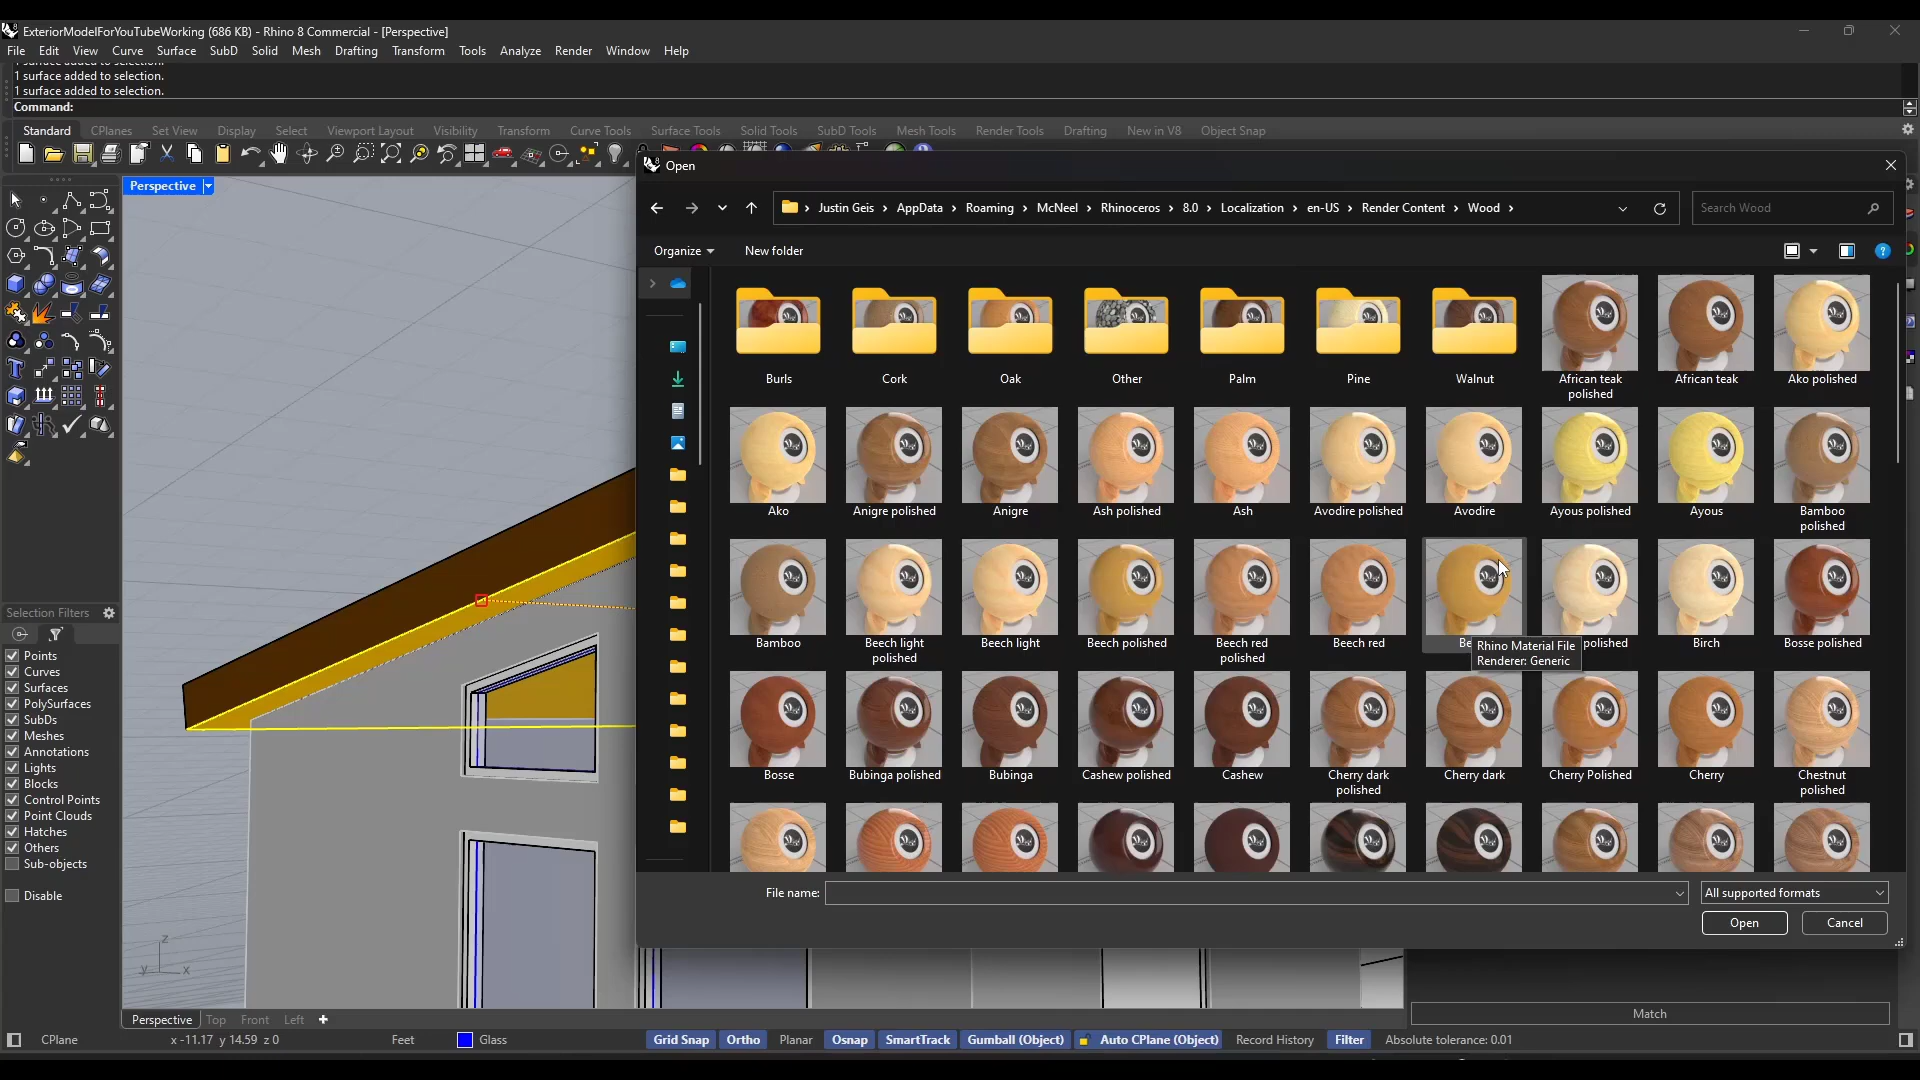 ExteriorModelForYouTubeWorking (686 KB) - Rhino 8 Commercial - [Perspective]
File Edit View Curve Surface SubD Solid Mesh Drafting Transform Tools Analyze Render Window Help
1 surface added to selection.
1 surface added to selection.
1 surface added to selection.
Command:
Standard CPlanes Set View Display Select Viewport Layout Visibility Transform Curve Tools Surface Tools Solid Tools SubD Tools Mesh Tools Render Tools Drafting New in V8 Object Snap
Open
Perspective
Justin Geis › AppData › Roaming › McNeel › Rhinoceros › 8.0 › Localization › en-US › Render Content › Wood ›
Search Wood
Organize New folder
Burls Cork Oak Other Palm Pine Walnut African teak polished African teak Ako polished
Ako Anigre polished Anigre Ash polished Ash Avodire polished Avodire Ayous polished Ayous Bamboo polished
Bamboo Beech light polished Beech light Beech polished Beech red polished Beech red Be polished Birch Bosse polished
Rhino Material File
Renderer: Generic
Bosse Bubinga polished Bubinga Cashew polished Cashew Cherry dark polished Cherry dark Cherry Polished Cherry Chestnut polished
File name:
All supported formats
Open Cancel
Selection Filters
Points
Curves
Surfaces
PolySurfaces
SubDs
Meshes
Annotations
Lights
Blocks
Control Points
Point Clouds
Hatches
Others
Sub-objects
Disable
z
y x
Match
Perspective Top Front Left
CPlane x -11.17 y 14.59 z 0 Feet Glass Grid Snap Ortho Planar Osnap SmartTrack Gumball (Object) Auto CPlane (Object) Record History Filter Absolute tolerance: 0.01